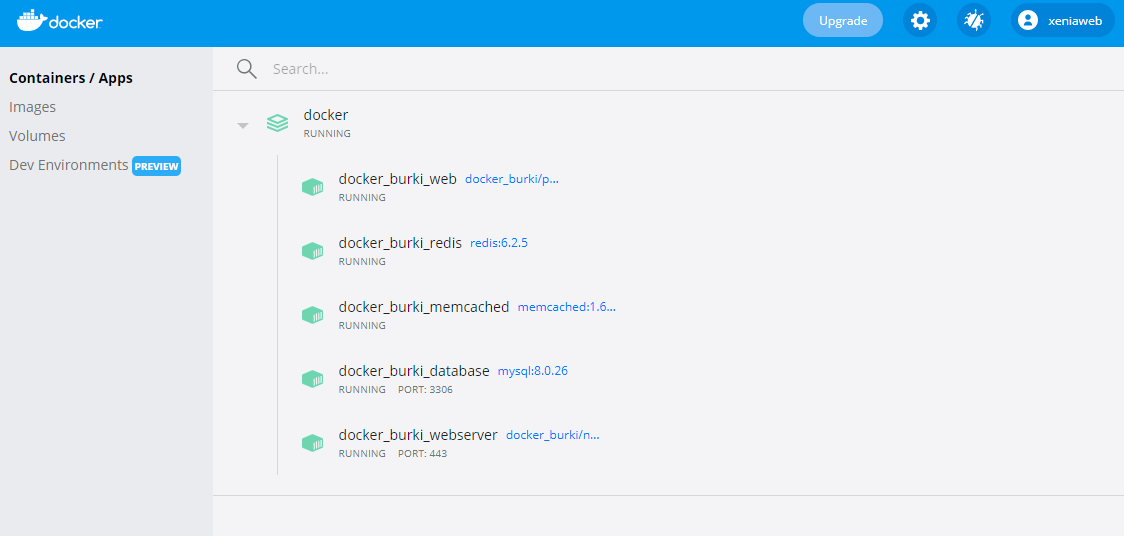 docker
Upgrade
xeniaweb
Containers / Apps
Images
Volumes
Dev Environments PREVIEW
Search...
docker
RUNNING
docker_burki_web docker_burki/p...
RUNNING
docker_burki_redis redis:6.2.5
RUNNING
docker_burki_memcached memcached:1.6...
RUNNING
docker_burki_database mysql:8.0.26
RUNNING PORT: 3306
docker_burki_webserver docker_burki/n...
RUNNING PORT: 443